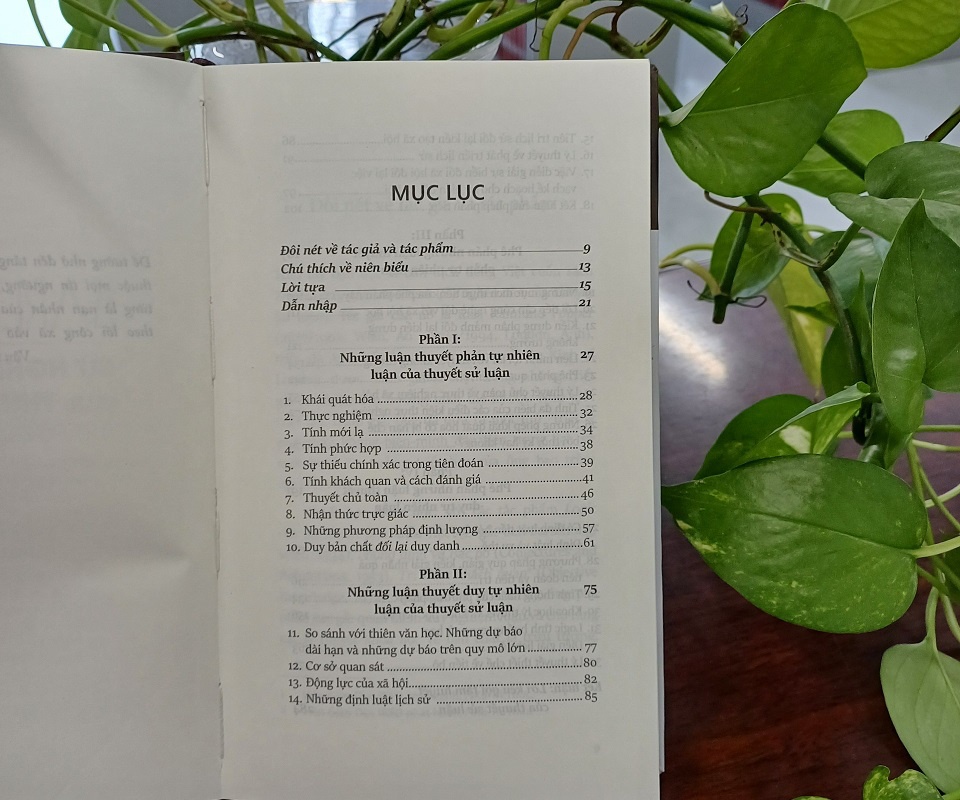 MỤC LỤC
Đôi nét về tác giả và tác phẩm 9
Chú thích về niên biểu 13
Lời tựa 15
Dẫn nhập 21
Phần I:
Những luận thuyết phản tự nhiên 27
luận của thuyết sử luận
1. Khái quát hóa 28
2. Thực nghiệm 32
3. Tính mới lạ 34
4. Tính phức hợp 38
5. Sự thiếu chính xác trong tiên đoán 39
6. Tính khách quan và cách đánh giá 41
7. Thuyết chủ toàn 46
8. Nhận thức trực giác 50
9. Những phương pháp định lượng 57
10. Duy bản chất đối lại duy danh 61
Phần II:
Những luận thuyết duy tự nhiên 75
luận của thuyết sử luận
11. So sánh với thiên văn học. Những dự báo
dài hạn và những dự báo trên quy mô lớn 77
12. Cơ sở quan sát 80
13. Động lực của xã hội 82
14. Những định luật lịch sử 85